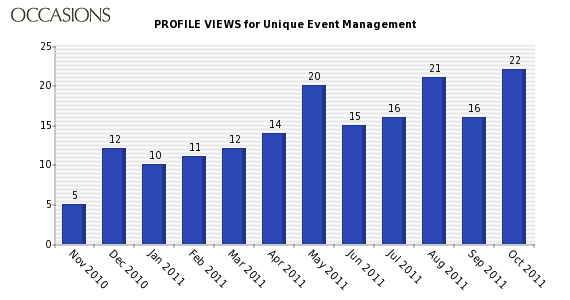 OCCASIONS
PROFILE VIEWS for Unique Event Management
25
20
15
10
5
0
5
12
10
11
12
14
20
15
16
21
16
22
Nov 2010
Dec 2010
Jan 2011
Feb 2011
Mar 2011
Apr 2011
May 2011
Jun 2011
Jul 2011
Aug 2011
Sep 2011
Oct 2011